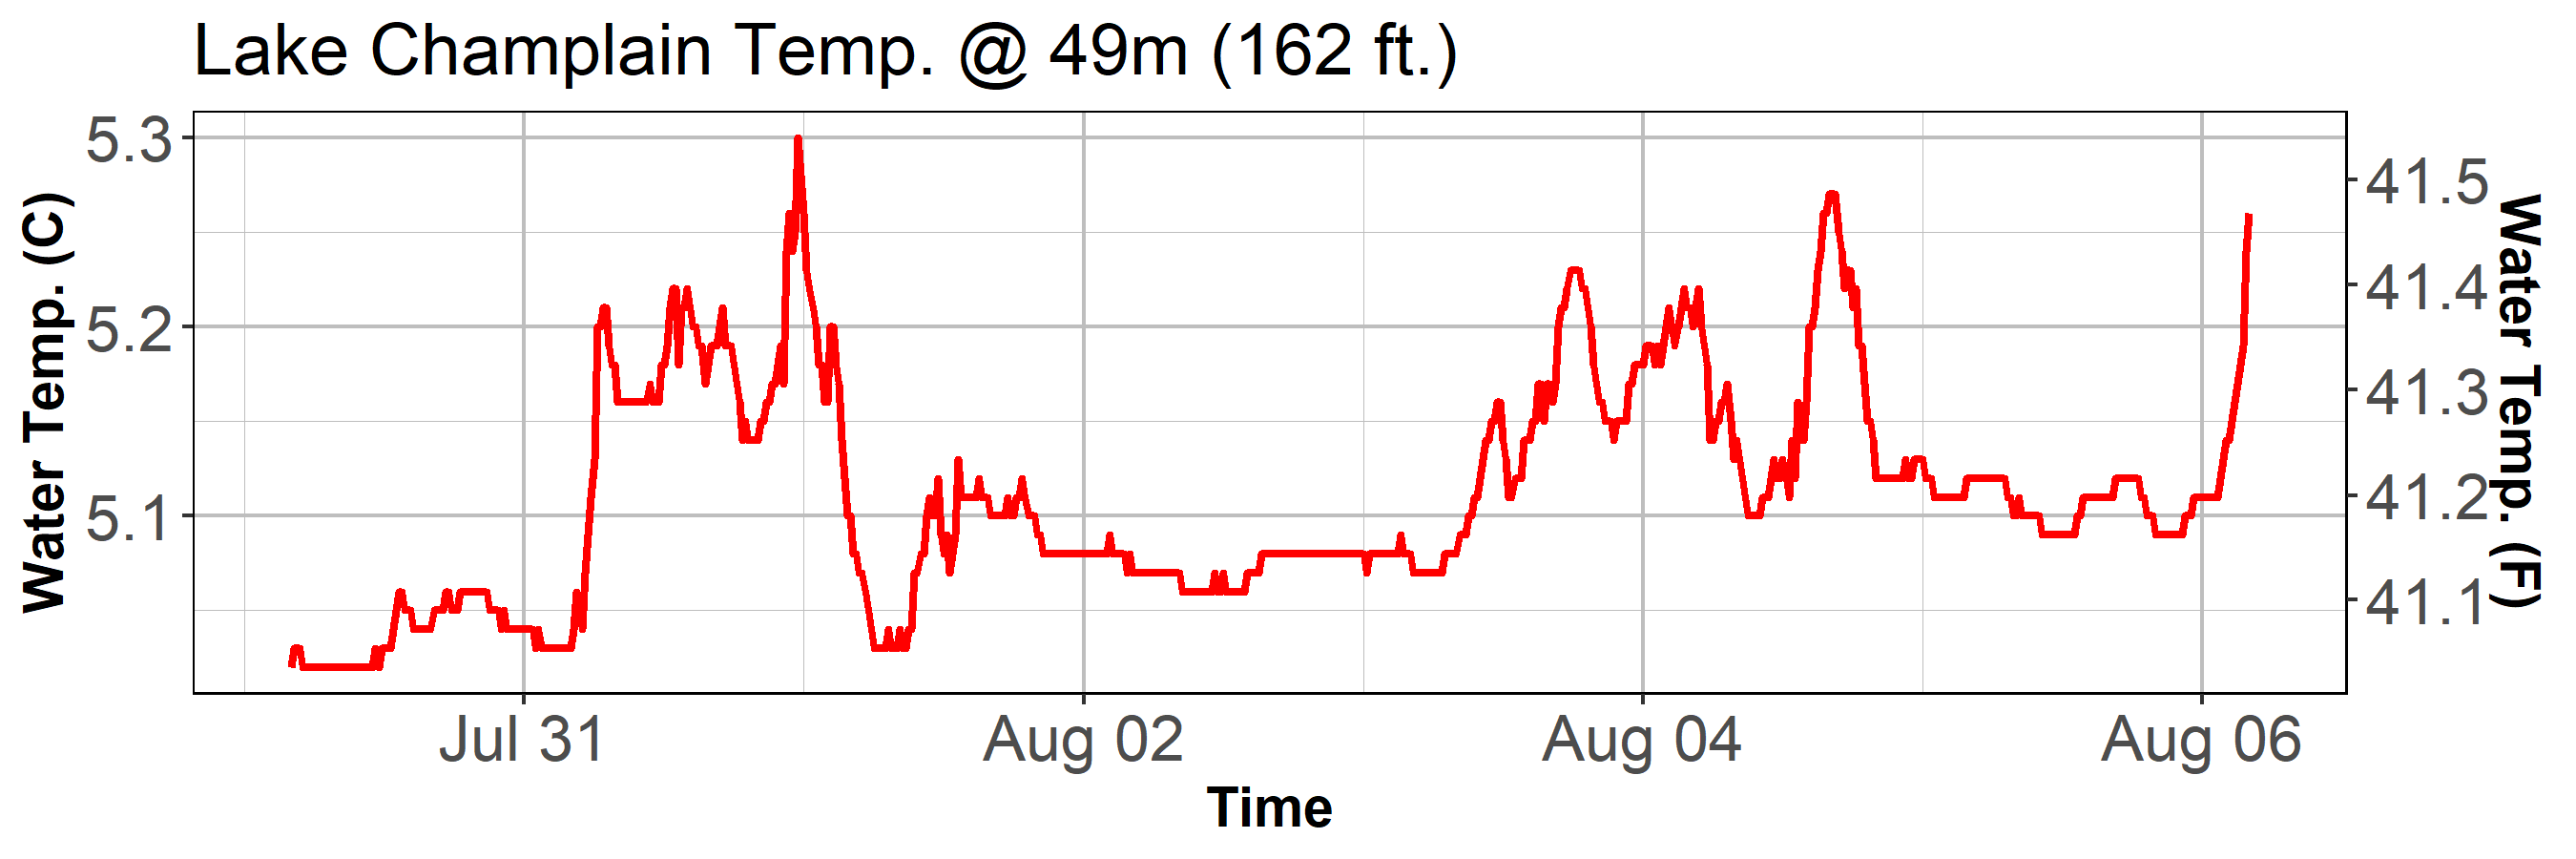 Lake Champlain Temp. @ 49m (162 ft.)
Water Temp. (C)
5.3
5.2
5.1
41.5
41.4
41.3
41.2
41.1
Water Temp. (F)
Jul 31 Aug 02 Aug 04 Aug 06
Time